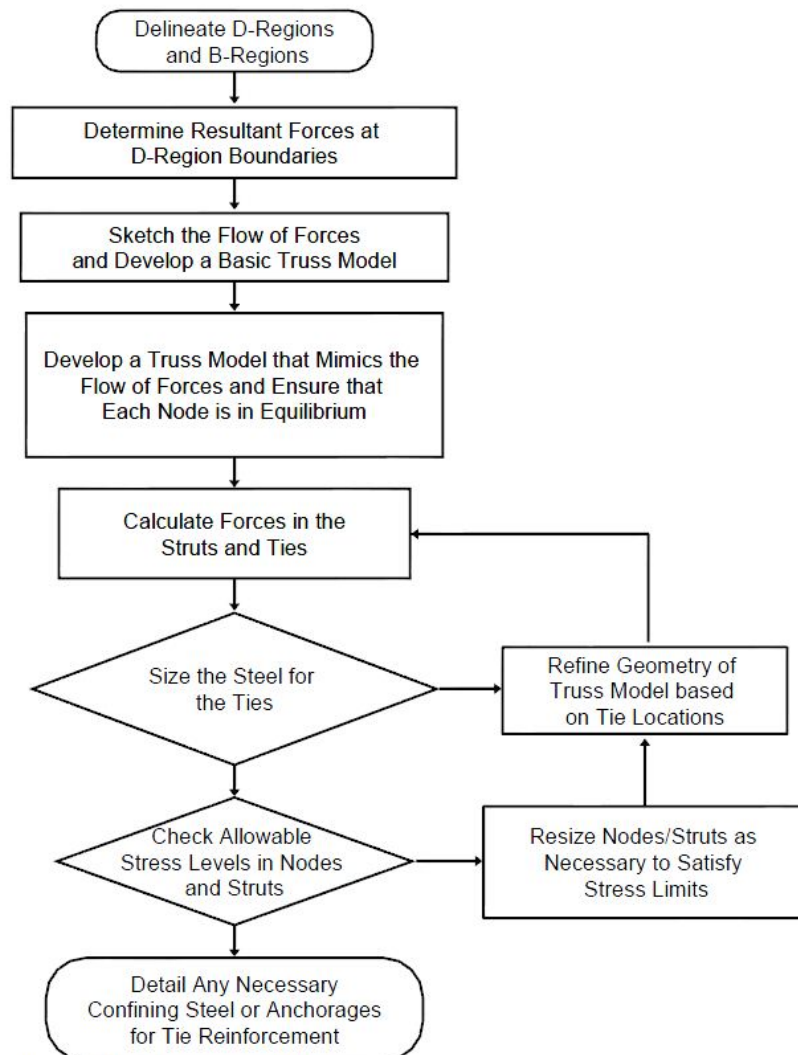 Delineate D-Regions
and B-Regions
Determine Resultant Forces at
D-Region Boundaries
Sketch the Flow of Forces
and Develop a Basic Truss Model
Develop a Truss Model that Mimics the
Flow of Forces and Ensure that
Each Node is in Equilibrium
Calculate Forces in the
Struts and Ties
Size the Steel for
the Ties
Refine Geometry of
Truss Model based
on Tie Locations
Check Allowable
Stress Levels in Nodes
and Struts
Resize Nodes/Struts as
Necessary to Satisfy
Stress Limits
Detail Any Necessary
Confining Steel or Anchorages
for Tie Reinforcement